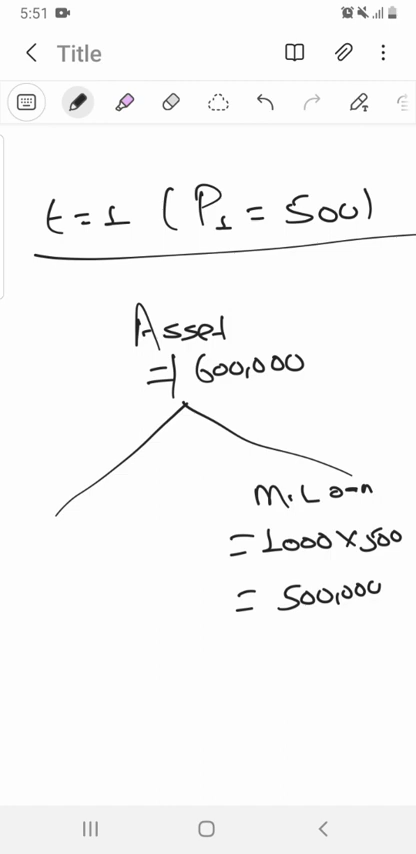 5:51
Title
t = 1 ( P₁ = 500)
Asset
= 600,000
M. Loan
= 1000 × 500
= 500,000